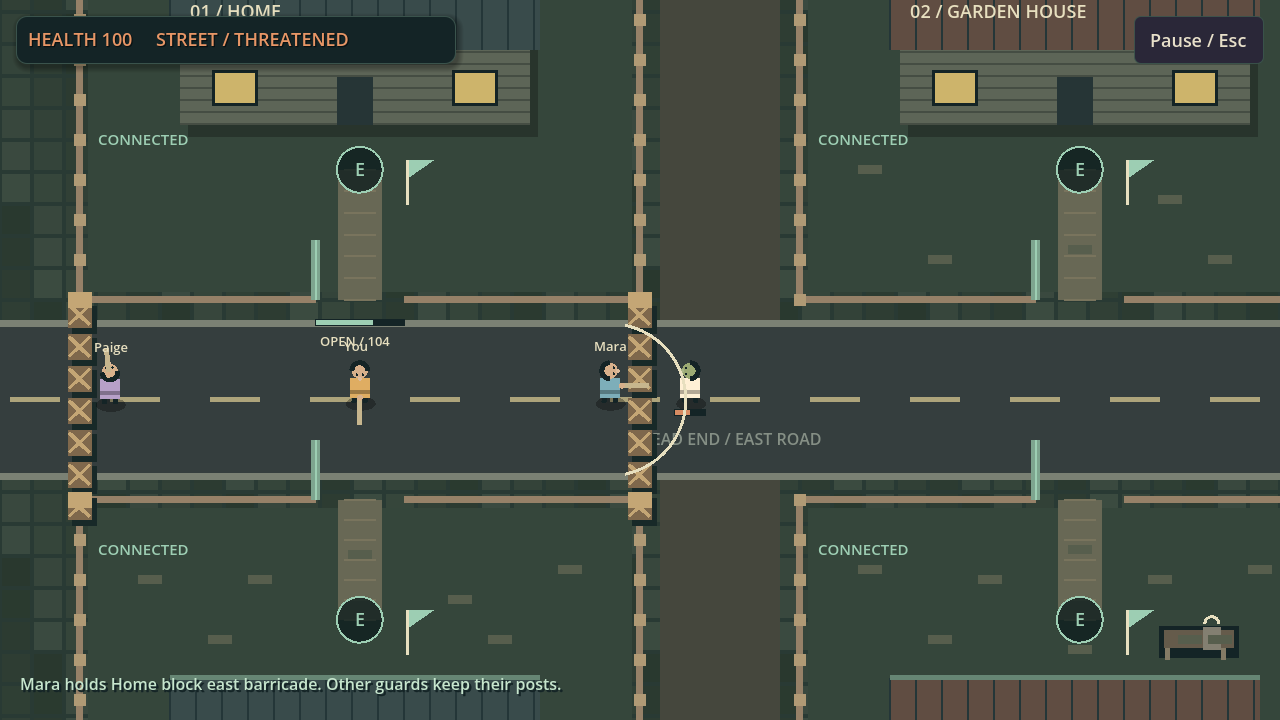 01 / HOME
02 / GARDEN HOUSE
HEALTH 100 STREET / THREATENED
Pause / Esc
CONNECTED
CONNECTED
E
E
OPEN / 104
Paige
You
Mara
EAD END / EAST ROAD
CONNECTED
CONNECTED
E
E
Mara holds Home block east barricade. Other guards keep their posts.